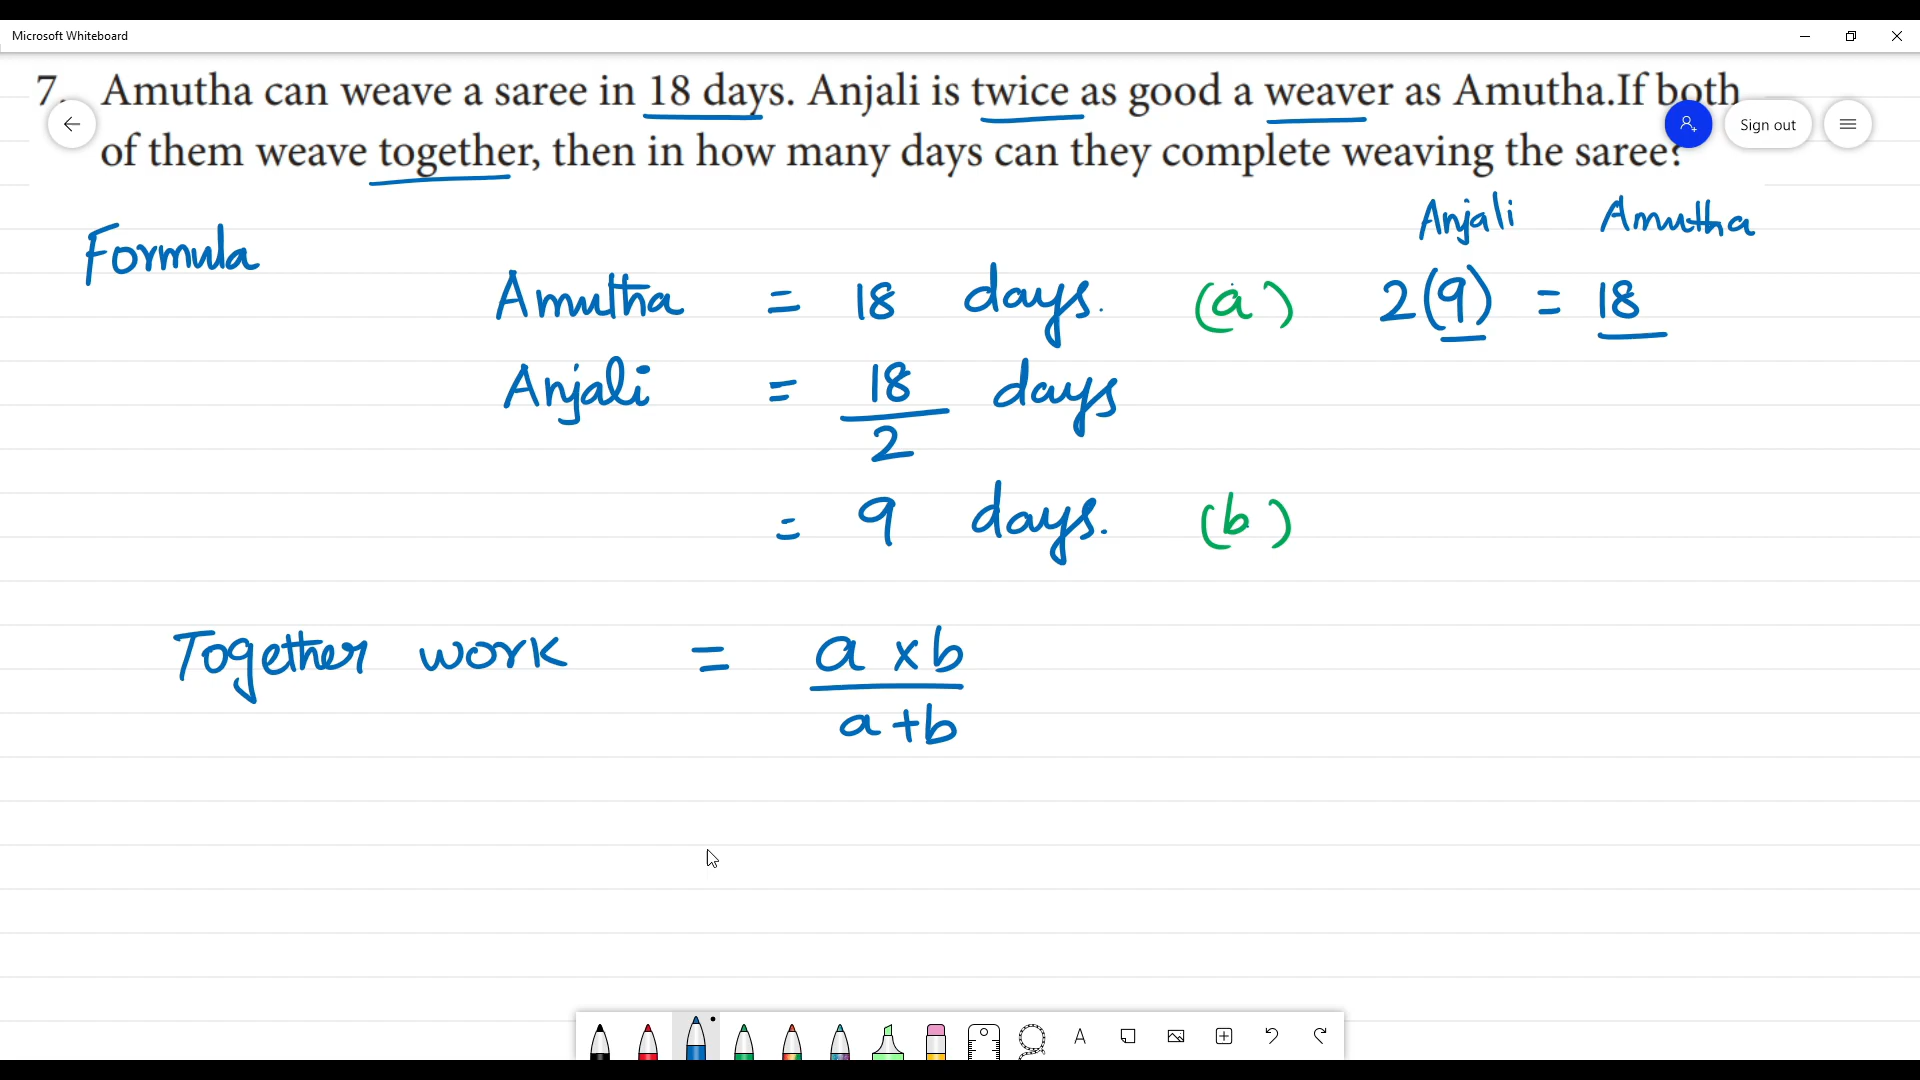 Microsoft Whiteboard
7. Amutha can weave a saree in 18 days. Anjali is twice as good a weaver as Amutha.If both
Sign out
of them weave together, then in how many days can they complete weaving the saree?
Anjali Amutha
Formula
Amutha = 18 days. (a) 2(9) = 18
Anjali = 18 days
2
= 9 days. (b)
Together work = a x b
a + b
A